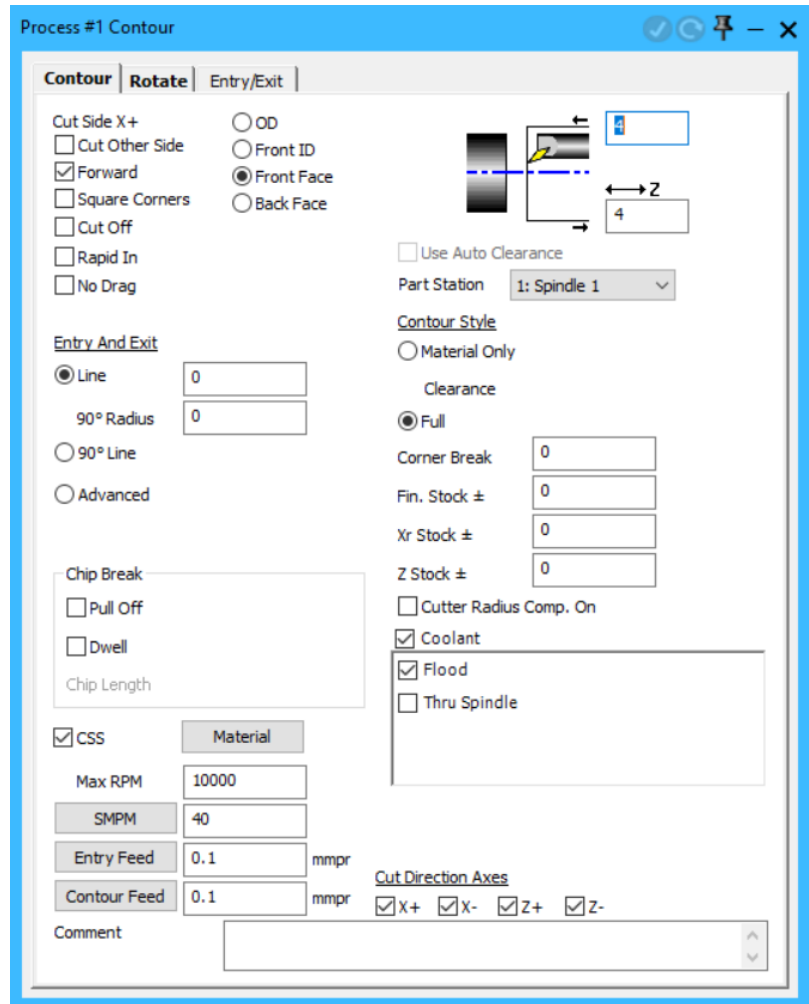 Process #1 Contour
Contour Rotate Entry/Exit
Cut Side X+
Cut Other Side
Forward
Square Corners
Cut Off
Rapid In
No Drag
OD
Front ID
Front Face
Back Face
4
Z
4
Use Auto Clearance
Part Station 1: Spindle 1
Entry And Exit
Line 0
90° Radius 0
90° Line
Advanced
Contour Style
Material Only
Clearance
Full
Corner Break 0
Fin. Stock ± 0
Xr Stock ± 0
Z Stock ± 0
Cutter Radius Comp. On
Coolant
Flood
Thru Spindle
Chip Break
Pull Off
Dwell
Chip Length
CSS Material
Max RPM 10000
SMPM 40
Entry Feed 0.1 mmpr
Contour Feed 0.1 mmpr
Cut Direction Axes
X+ X- Z+ Z-
Comment